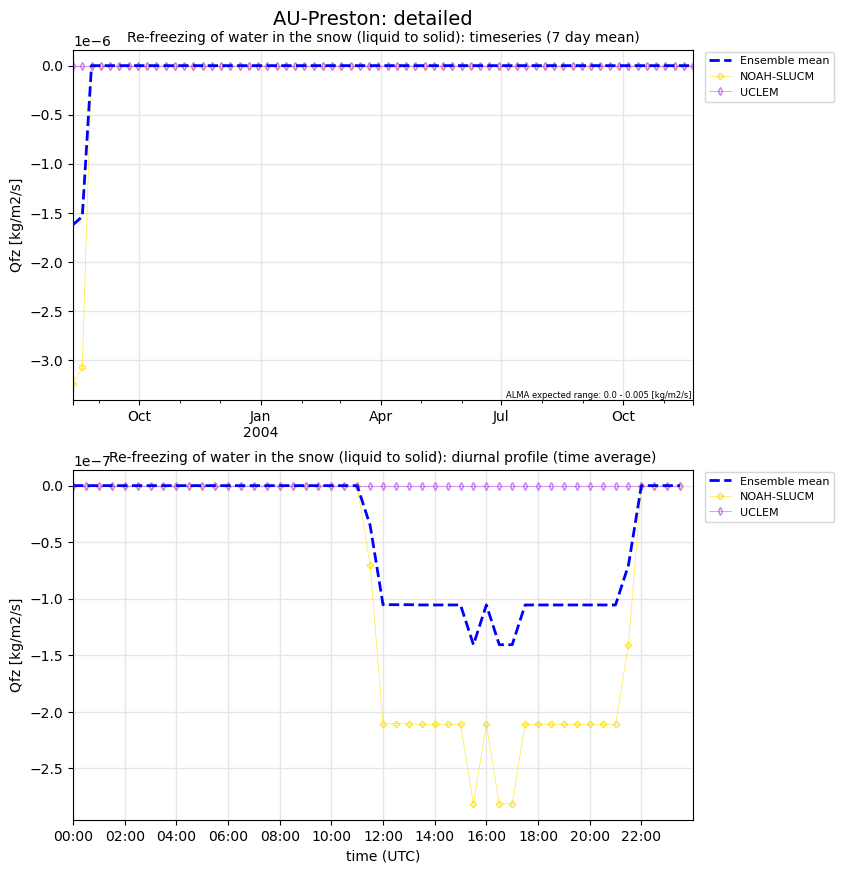 AU-Preston: detailed
1e−6
Re-freezing of water in the snow (liquid to solid): timeseries (7 day mean)
Ensemble mean
NOAH-SLUCM
UCLEM
0.0
−0.5
−1.0
−1.5
−2.0
−2.5
−3.0
Qfz [kg/m2/s]
ALMA expected range: 0.0 - 0.005 [kg/m2/s]
Oct Jan Apr Jul Oct
2004
1e−7
Re-freezing of water in the snow (liquid to solid): diurnal profile (time average)
Ensemble mean
NOAH-SLUCM
UCLEM
0.0
−0.5
−1.0
−1.5
−2.0
−2.5
Qfz [kg/m2/s]
00:00 02:00 04:00 06:00 08:00 10:00 12:00 14:00 16:00 18:00 20:00 22:00
time (UTC)